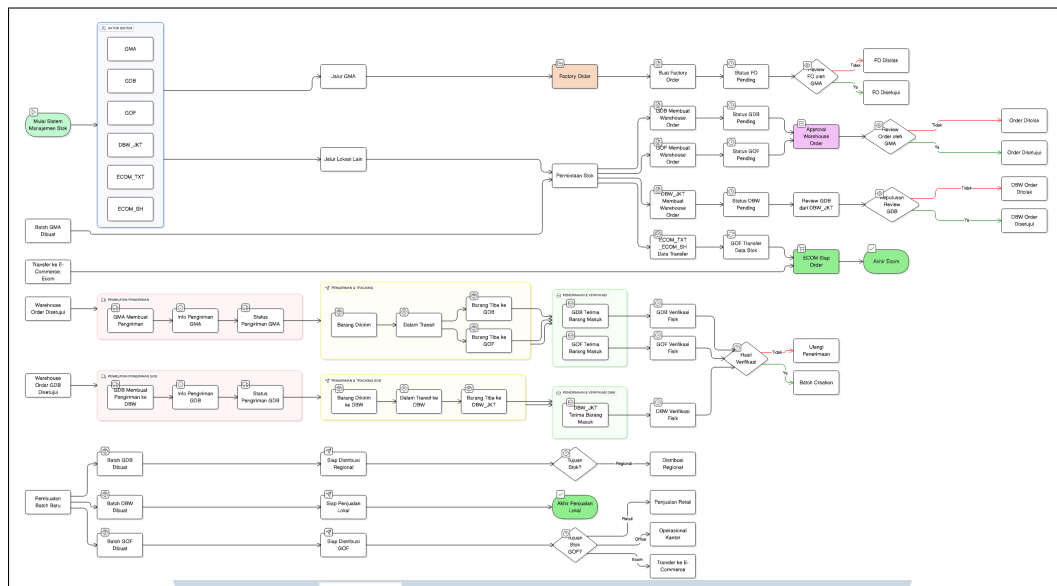 AKTOR SISTEM
GMA
GDB
GOF
DBW_JKT
ECOM_TXT
ECOM_SH
Mulai Sistem
Manajemen Stok
Jalur GMA
Factory Order
Buat Factory
Order
Status FO
Pending
Review
FO oleh
GMA
Tidak
FO Ditolak
Ya
FO Disetujui
Jalur Lokasi Lain
Permintaan Stok
GDB Membuat
Warehouse
Order
Status GDB
Pending
GOF Membuat
Warehouse
Order
Status GOF
Pending
Approval
Warehouse
Order
Review
Order oleh
GMA
Tidak
Order Ditolak
Ya
Order Disetujui
DBW_JKT
Membuat
Warehouse
Order
Status DBW
Pending
Review GDB
dari DBW_JKT
Keputusan
Review
GDB
Tidak
DBW Order
Ditolak
Ya
DBW Order
Disetujui
ECOM_TXT
_ECOM_SH
Data Transfer
GOF Transfer
Data Stok
ECOM Siap
Order
Akhir Ecom
Batch GMA
Dibuat
Transfer ke E-
Commerce:
Ecom
Warehouse
Order Disetujui
PEMBUATAN PENGIRIMAN
GMA Membuat
Pengiriman
Info Pengiriman
GMA
Status
Pengiriman GMA
PENGIRIMAN & TRACKING
Barang Dikirim
Dalam Transit
Barang Tiba ke
GDB
Barang Tiba ke
GOF
PENERIMAAN & VERIFIKASI
GDB Terima
Barang Masuk
GOF Terima
Barang Masuk
GDB Verifikasi
Fisik
GOF Verifikasi
Fisik
Hasil
Verifikasi
Tidak
Ulangi
Penerimaan
Ya
Batch Creation
Warehouse
Order GDB
Disetujui
PEMBUATAN PENGIRIMAN GDB
GDB Membuat
Pengiriman ke
DBW
Info Pengiriman
GDB
Status
Pengiriman GDB
PENGIRIMAN & TRACKING GDB
Barang Dikirim
ke DBW
Dalam Transit
ke DBW
Barang Tiba ke
DBW_JKT
PENERIMAAN & VERIFIKASI DBW
DBW_JKT
Terima Barang
Masuk
DBW Verifikasi
Fisik
Pembuatan
Batch Baru
Batch GDB
Dibuat
Siap Distribusi
Regional
Tujuan
Stok?
Regional
Distribusi
Regional
Batch DBW
Dibuat
Siap Penjualan
Lokal
Akhir Penjualan
Lokal
Batch GOF
Dibuat
Siap Distribusi
GOF
Tujuan
Stok
GOF?
Retail
Penjualan Retail
Office
Operasional
Kantor
Ecom
Transfer ke E-
Commerce